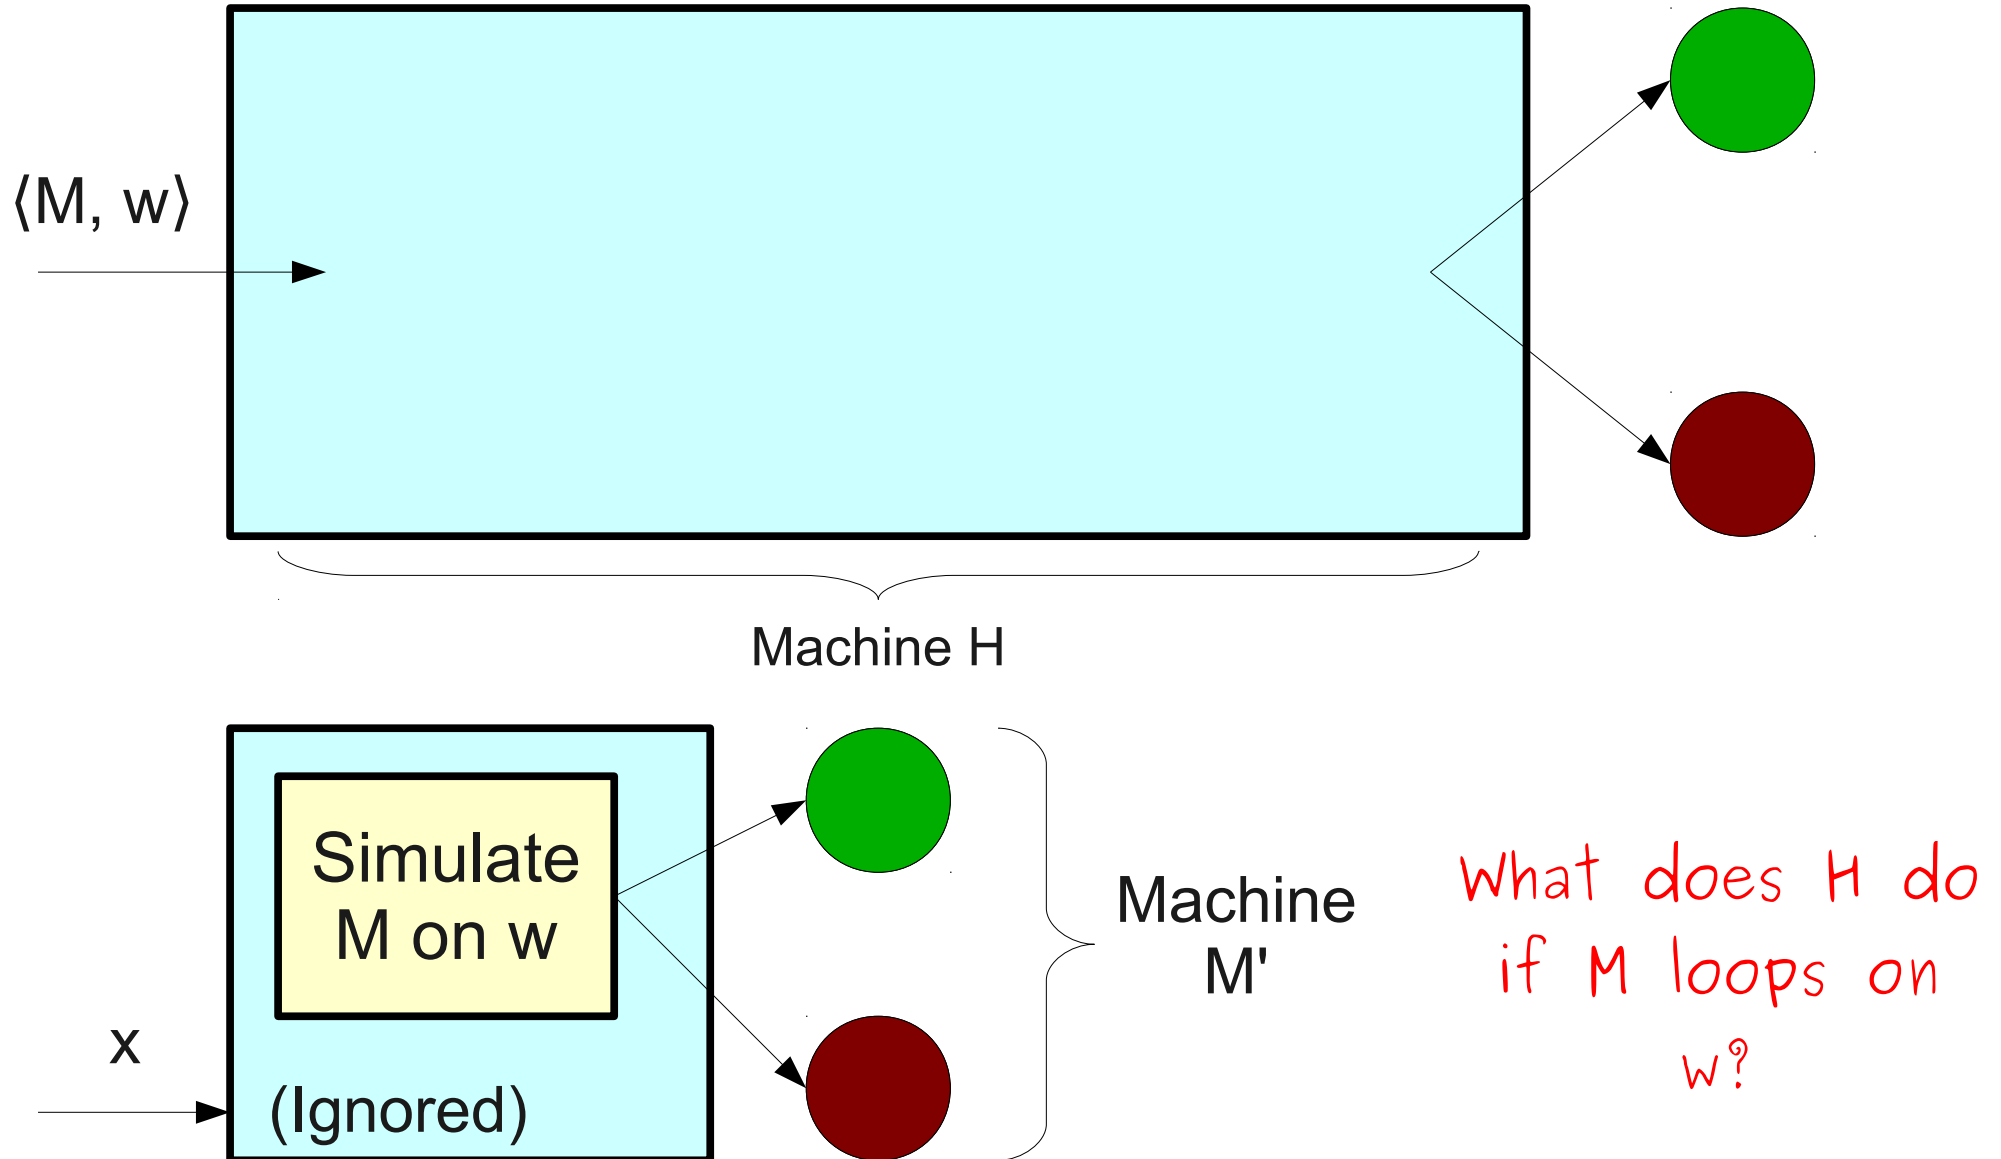 ⟨M, w⟩
Machine H
Simulate
M on w
x
(Ignored)
Machine
M'
What does H do
if M loops on
w?